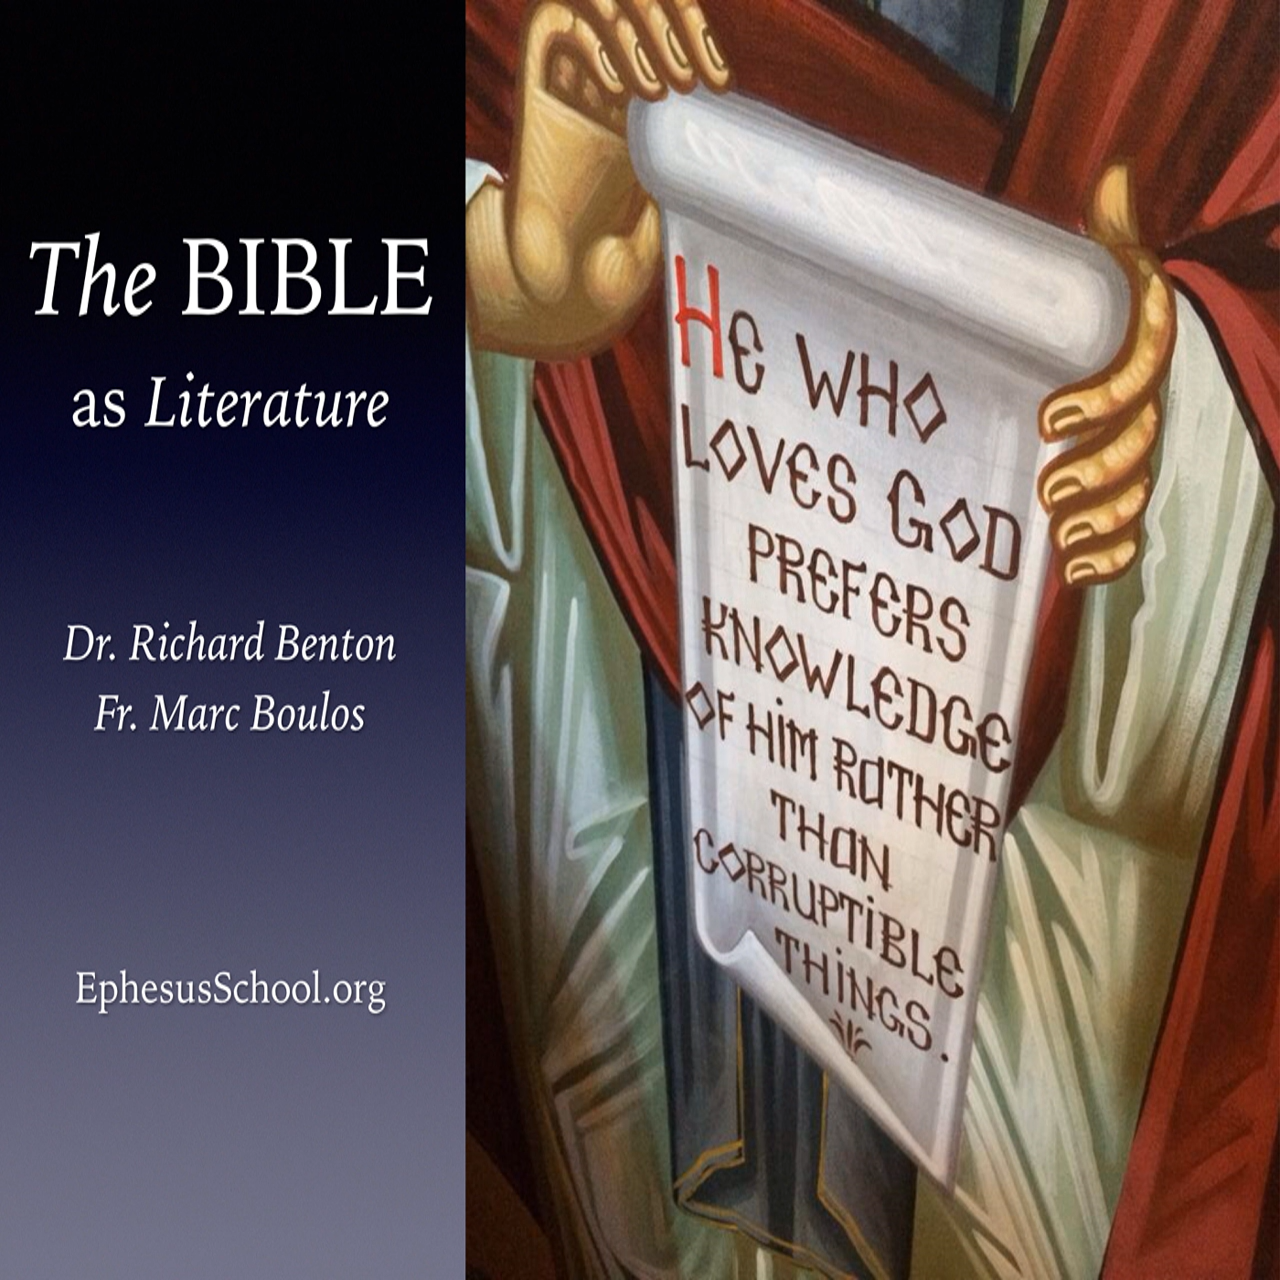 The BIBLE
as Literature
Dr. Richard Benton
Fr. Marc Boulos
EphesusSchool.org
HE WHO
LOVES GOD
PREFERS
KNOWLEDGE
OF HiM RATHER
THAN
CORRUPTiBLE
THiNGS.